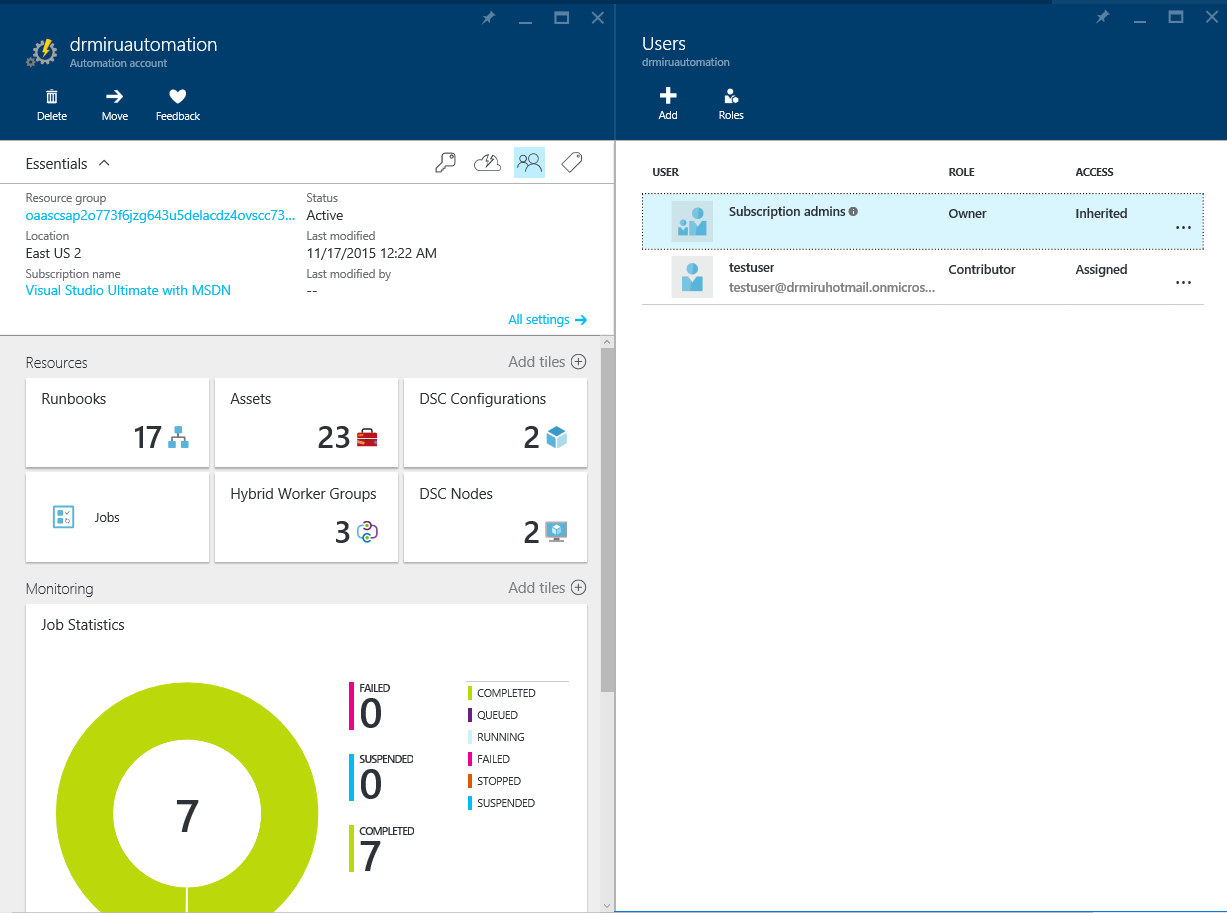 drmiruautomation
Automation account
Delete
Move
Feedback
Essentials
Resource group
oaascsap2o773f6jzg643u5delacdz4ovscc73...
Status
Active
Location
East US 2
Last modified
11/17/2015 12:22 AM
Subscription name
Visual Studio Ultimate with MSDN
Last modified by
--
All settings
Resources
Add tiles
Runbooks
17
Assets
23
DSC Configurations
2
Jobs
Hybrid Worker Groups
3
DSC Nodes
2
Monitoring
Add tiles
Job Statistics
7
FAILED
0
SUSPENDED
0
COMPLETED
7
COMPLETED
QUEUED
RUNNING
FAILED
STOPPED
SUSPENDED
Users
drmiruautomation
Add
Roles
USER ROLE ACCESS
Subscription admins Owner Inherited
...
testuser Contributor Assigned
testuser@drmiruhotmail.onmicros...
...